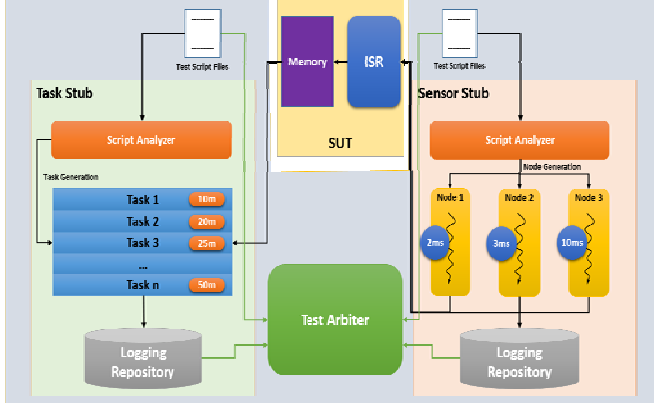 Test Script Files
Task Stub
Script Analyzer
Task Generation
Task 1 10m
Task 2 20m
Task 3 25m
...
Task n 50m
Logging
Repository
Memory
ISR
SUT
Test Arbiter
Test Script Files
Sensor Stub
Script Analyzer
Node Generation
Node 1
Node 2
Node 3
2ms
3ms
10ms
Logging
Repository